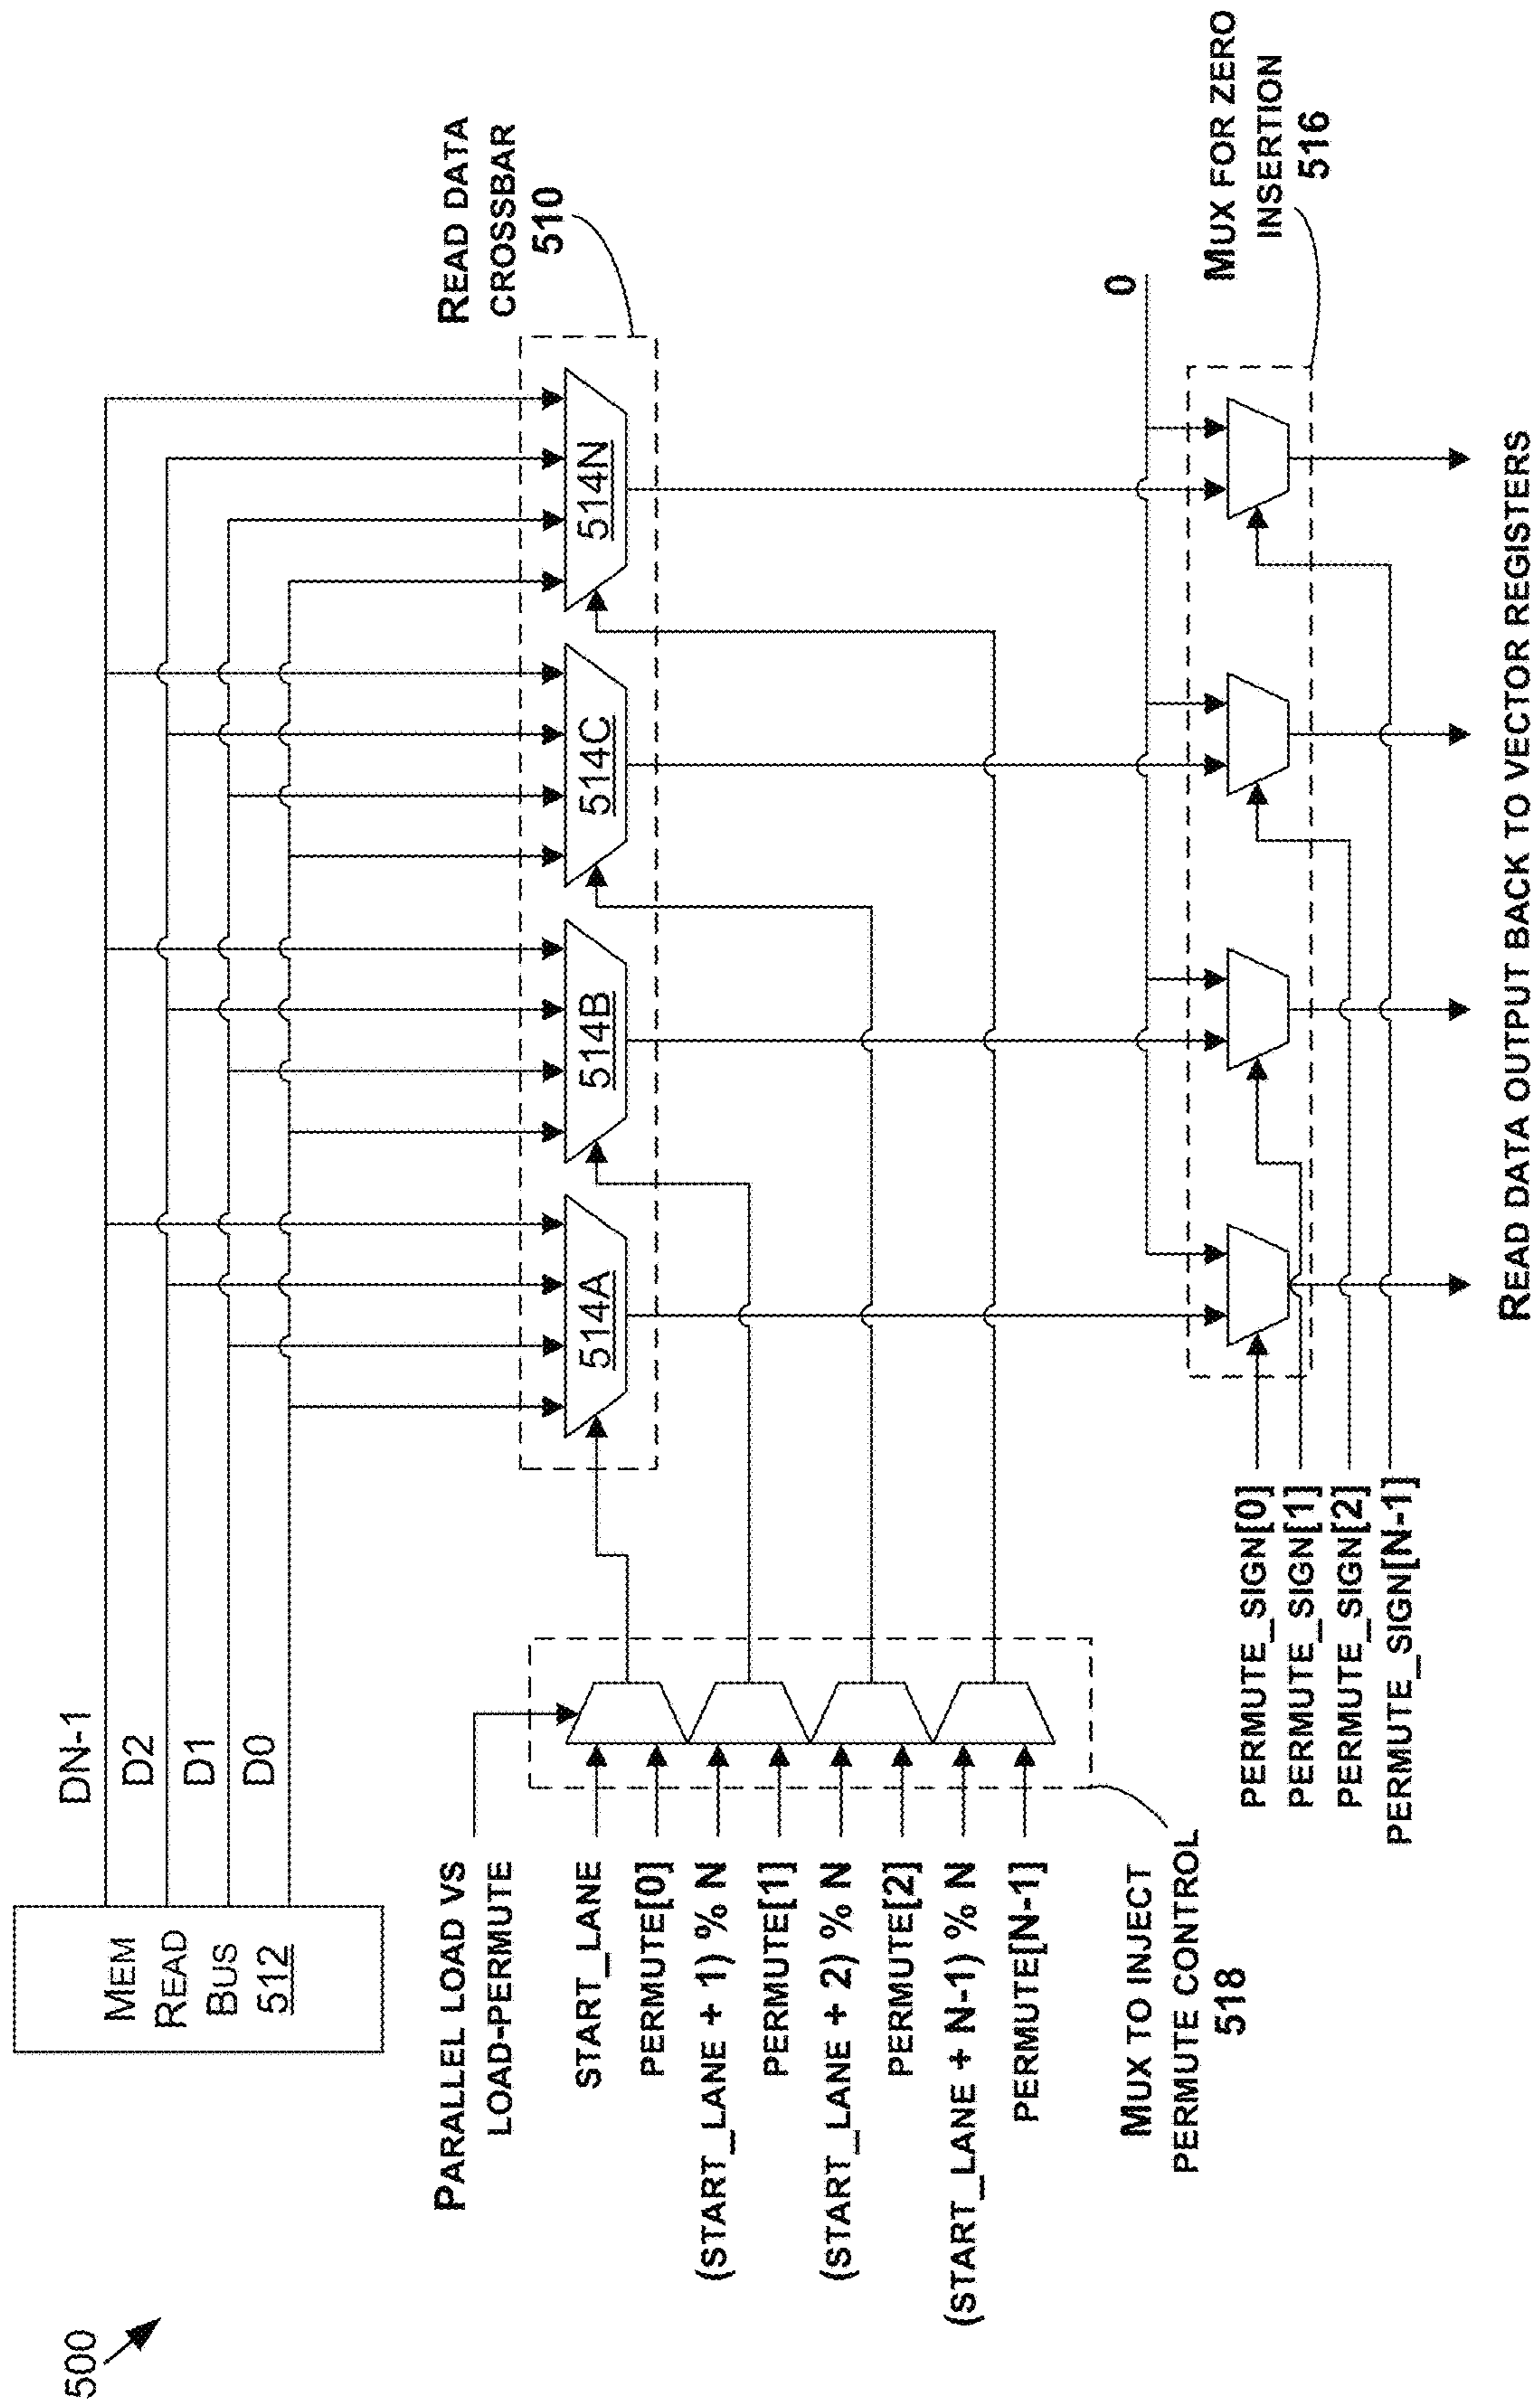 500
MEM
READ
BUS
512
DN-1
D2
D1
D0
READ DATA
CROSSBAR
510
514A
514B
514C
514N
PARALLEL LOAD VS
LOAD-PERMUTE
START_LANE
PERMUTE[0]
(START_LANE + 1) % N
PERMUTE[1]
(START_LANE + 2) % N
PERMUTE[2]
(START_LANE + N-1) % N
PERMUTE[N-1]
MUX TO INJECT
PERMUTE CONTROL
518
0
MUX FOR ZERO
INSERTION
516
PERMUTE_SIGN[0]
PERMUTE_SIGN[1]
PERMUTE_SIGN[2]
PERMUTE_SIGN[N-1]
READ DATA OUTPUT BACK TO VECTOR REGISTERS